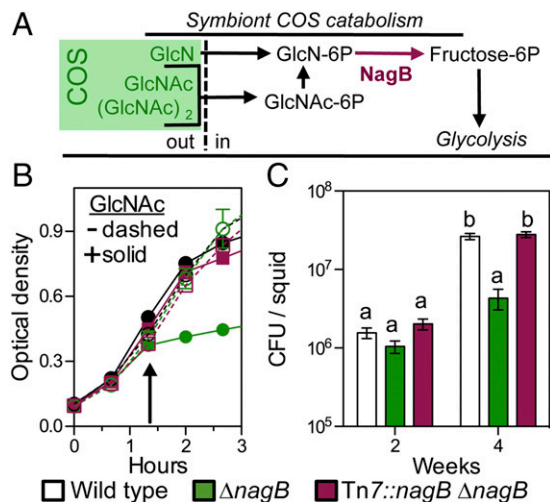 A
Symbiont COS catabolism
COS
GlcN
GlcN-6P
NagB
Fructose-6P
GlcNAc
(GlcNAc)2
GlcNAc-6P
out
in
Glycolysis
B
GlcNAc
- dashed
+ solid
Optical density
0.9
0.6
0.3
0.0
0
1
2
3
Hours
C
CFU / squid
10^8
10^7
10^6
10^5
a
a
a
b
a
b
2
4
Weeks
Wild type
ΔnagB
Tn7::nagB ΔnagB